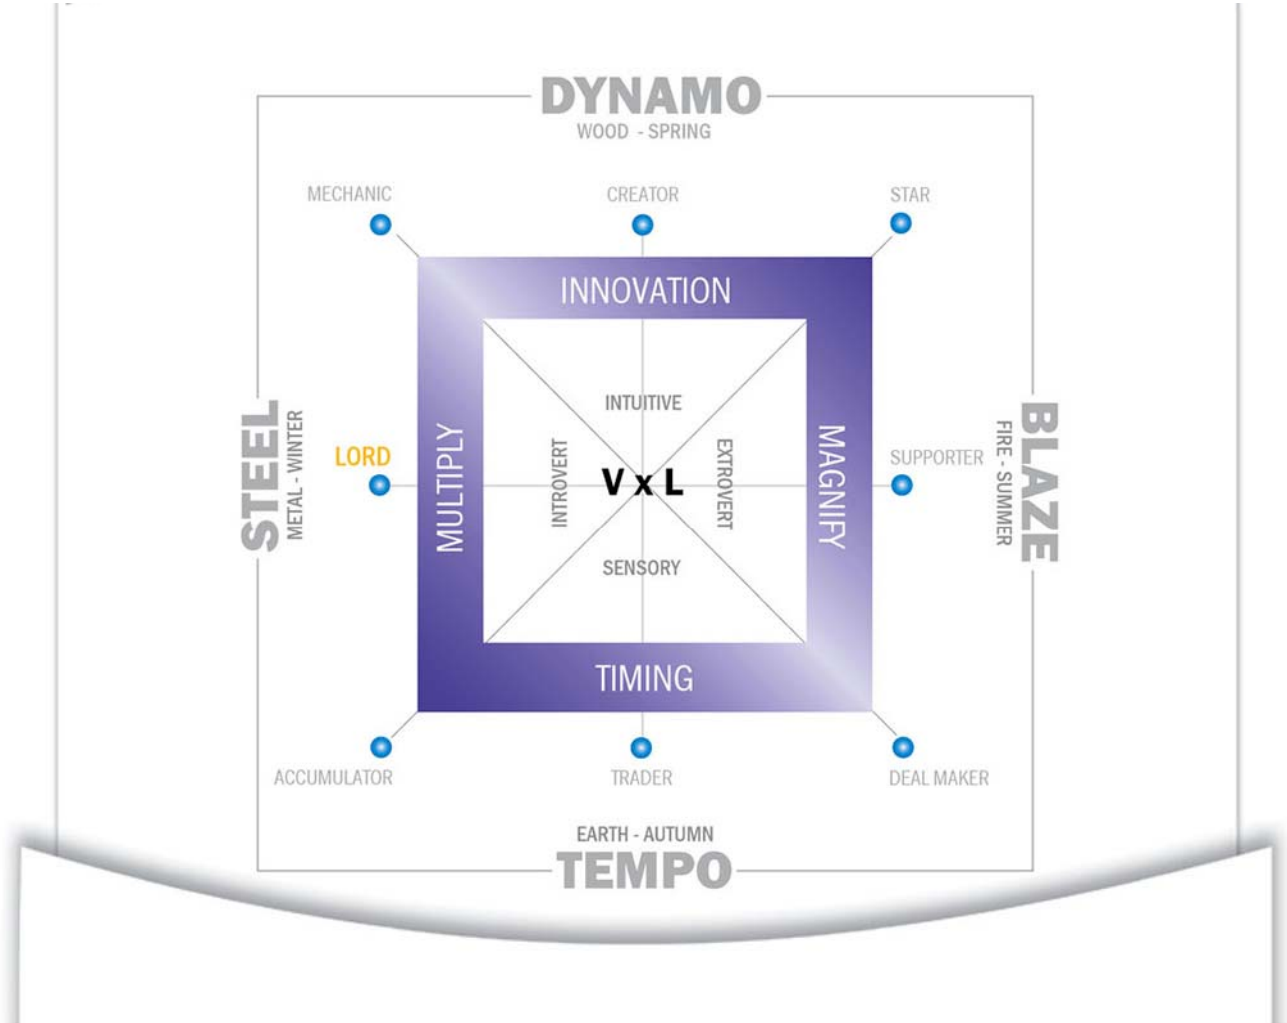 DYNAMO
WOOD - SPRING
MECHANIC
CREATOR
STAR
INNOVATION
INTUITIVE
STEEL
METAL - WINTER
LORD
MULTIPLY
INTROVERT
V x L
EXTROVERT
MAGNIFY
SUPPORTER
FIRE - SUMMER
BLAZE
SENSORY
TIMING
ACCUMULATOR
TRADER
DEAL MAKER
EARTH - AUTUMN
TEMPO